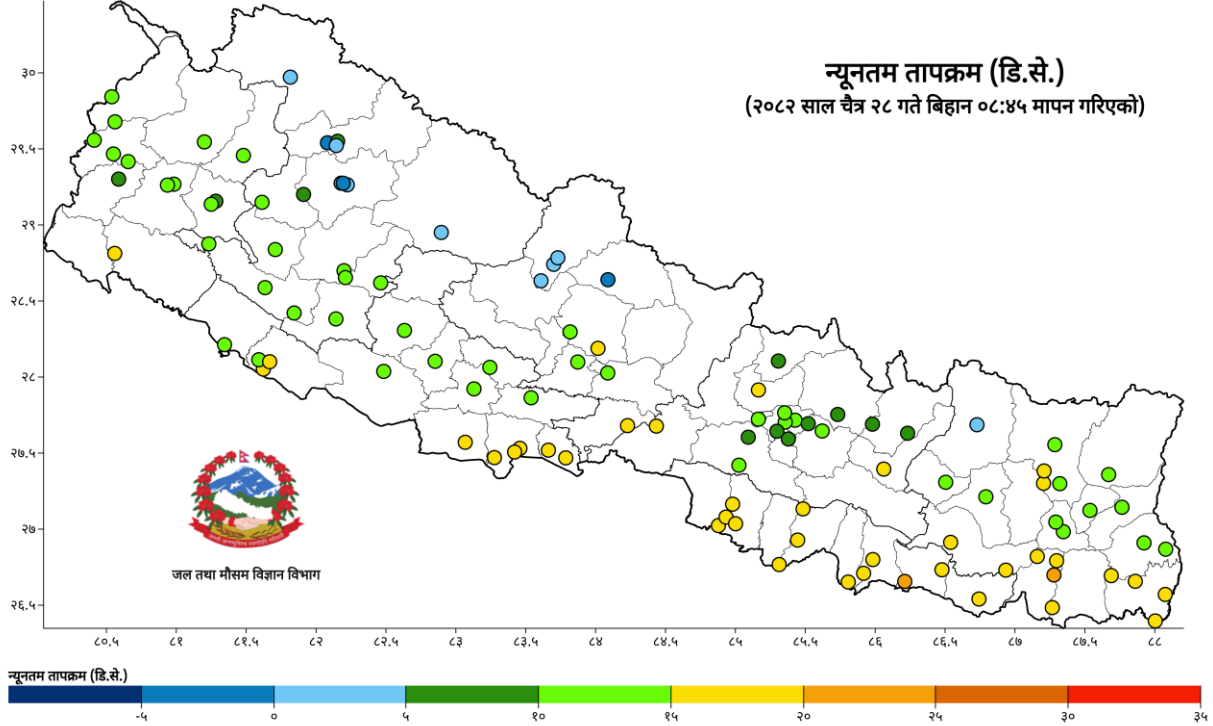 न्यूनतम तापक्रम (डि.से.)
(२०८२ साल चैत्र २८ गते बिहान ०८:४५ मापन गरिएको)
३०
२९.५
२९
२८.५
२८
२७.५
२७
२६.५
जल तथा मौसम विज्ञान विभाग
८०.५ ८१ ८१.५ ८२ ८२.५ ८३ ८३.५ ८४ ८४.५ ८५ ८५.५ ८६ ८६.५ ८७ ८७.५ ८८
न्यूनतम तापक्रम (डि.से.)
-५ ० ५ १० १५ २० २५ ३० ३५